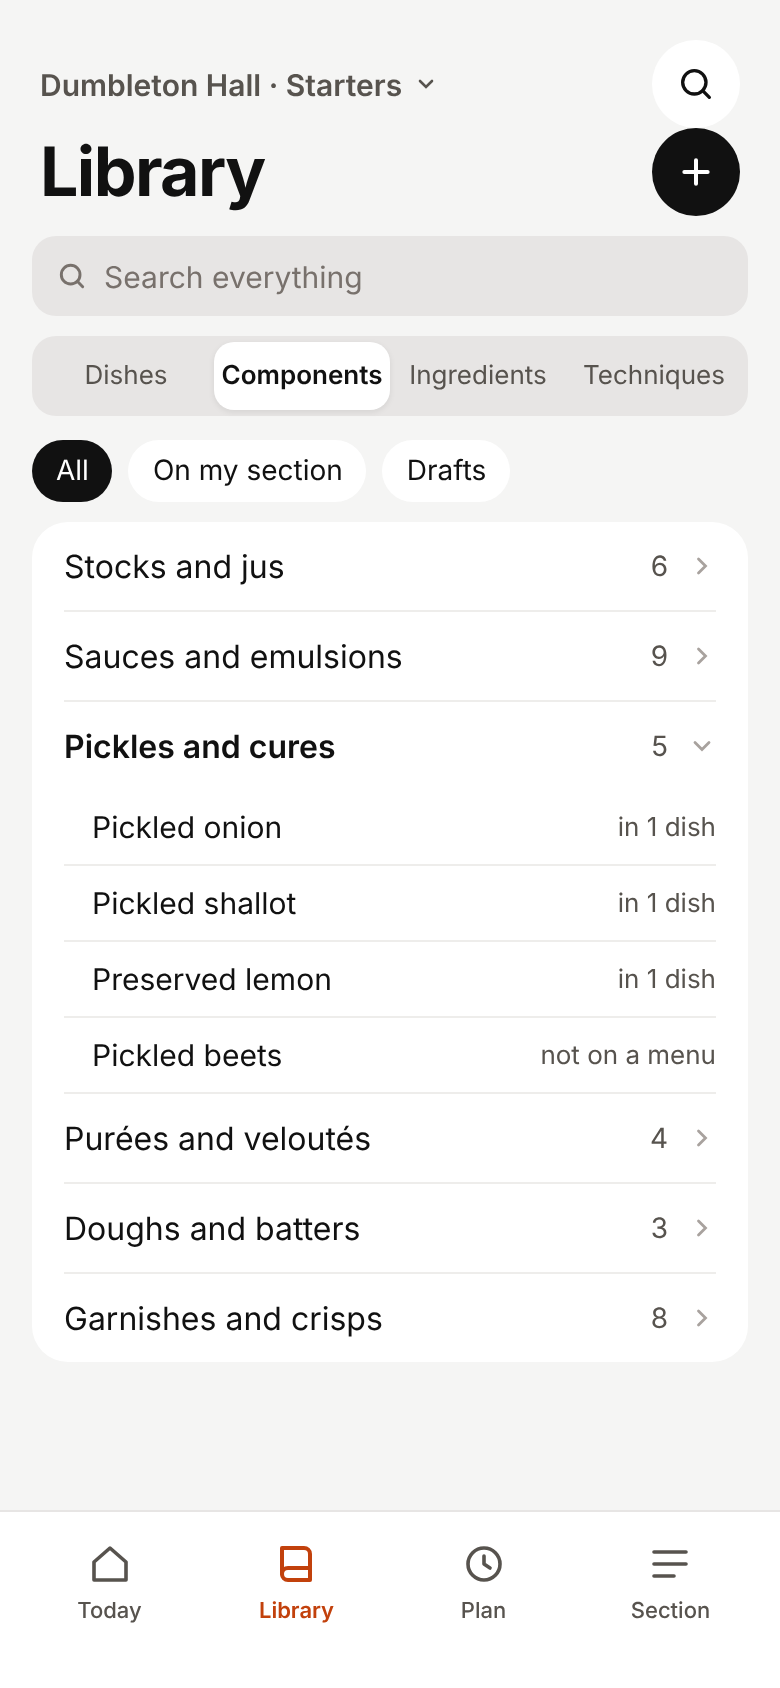 Dumbleton Hall · Starters
Library
Search everything
Dishes Components Ingredients Techniques
All On my section Drafts
Stocks and jus 6
Sauces and emulsions 9
Pickles and cures 5
Pickled onion in 1 dish
Pickled shallot in 1 dish
Preserved lemon in 1 dish
Pickled beets not on a menu
Purées and veloutés 4
Doughs and batters 3
Garnishes and crisps 8
Today Library Plan Section